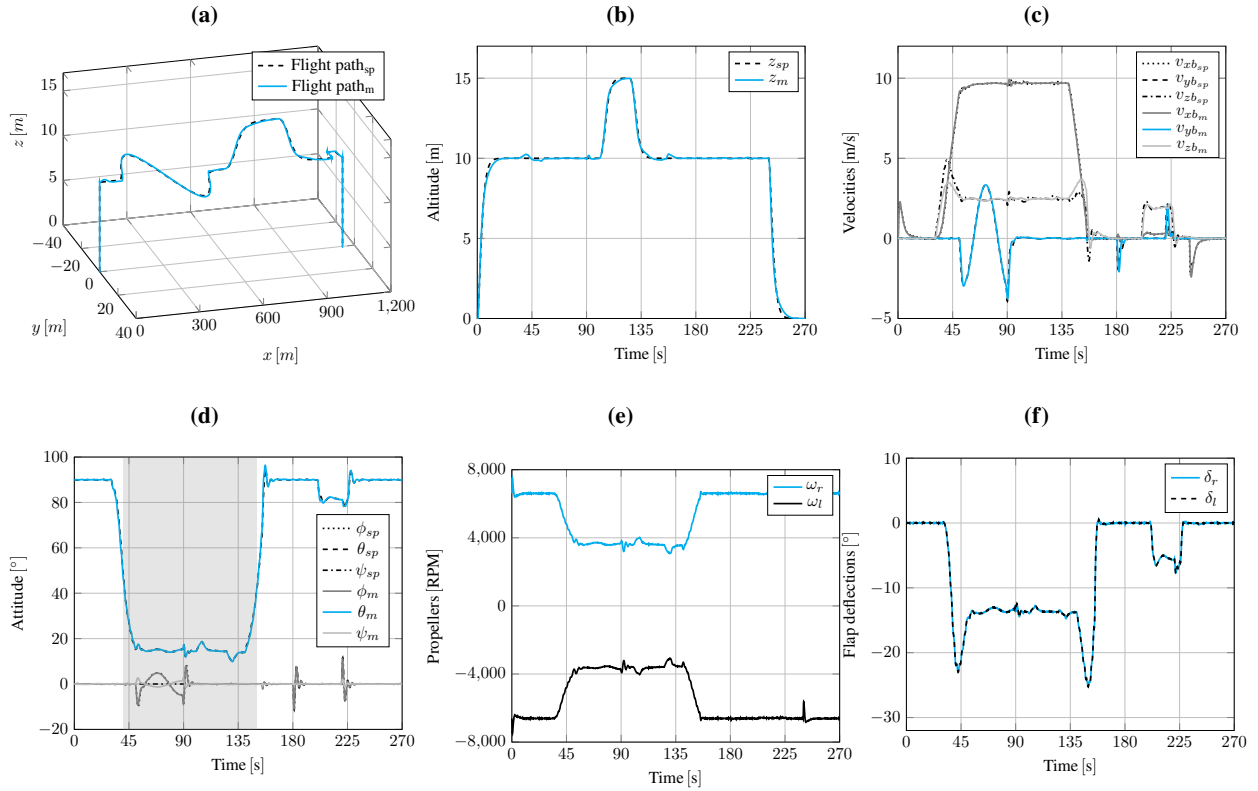 (a)
(b)
(c)
Flight path_sp
Flight path_m
15
10
5
0
z [m]
−40
−20
0
20
40
y [m]
0
300
600
900
1,200
x [m]
z_sp
z_m
15
10
5
0
Altitude [m]
0 45 90 135 180 225 270
Time [s]
v_xb_sp
v_yb_sp
v_zb_sp
v_xb_m
v_yb_m
v_zb_m
10
5
0
−5
Velocities [m/s]
0 45 90 135 180 225 270
Time [s]
(d)
(e)
(f)
100
80
60
40
20
0
−20
Attitude [°]
ϕ_sp
θ_sp
ψ_sp
ϕ_m
θ_m
ψ_m
0 45 90 135 180 225 270
Time [s]
8,000
4,000
0
−4,000
−8,000
Propellers [RPM]
ω_r
ω_l
0 45 90 135 180 225 270
Time [s]
10
0
−10
−20
−30
Flap deflections [°]
δ_r
δ_l
0 45 90 135 180 225 270
Time [s]